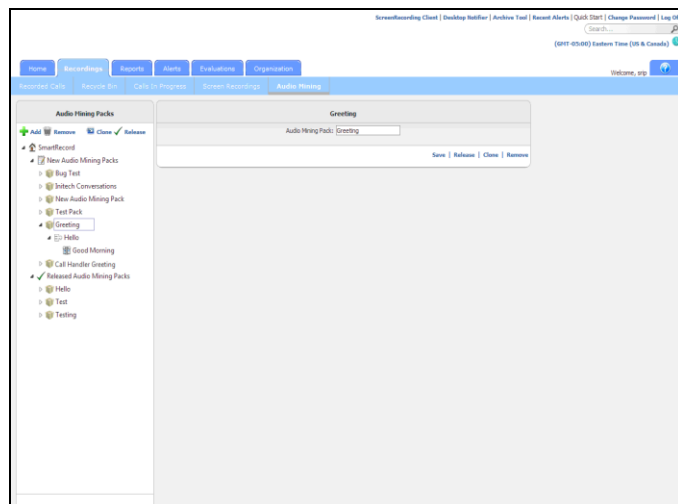 ScreenRecording Client | Desktop Notifier | Archive Tool | Recent Alerts | Quick Start | Change Password | Log Of
Search...
(GMT-05:00) Eastern Time (US & Canada)
Home Recordings Reports Alerts Evaluations Organization
Welcome, orip
Recorded Calls Recycle Bin Calls In Progress Screen Recordings Audio Mining
Audio Mining Packs
Add Remove Clone Release
SmartRecord
New Audio Mining Packs
Bug Test
Initech Conversations
New Audio Mining Pack
Test Pack
Greeting
Hello
Good Morning
Call Handler Greeting
Released Audio Mining Packs
Hello
Test
Testing
Greeting
Audio Mining Pack: Greeting
Save | Release | Clone | Remove